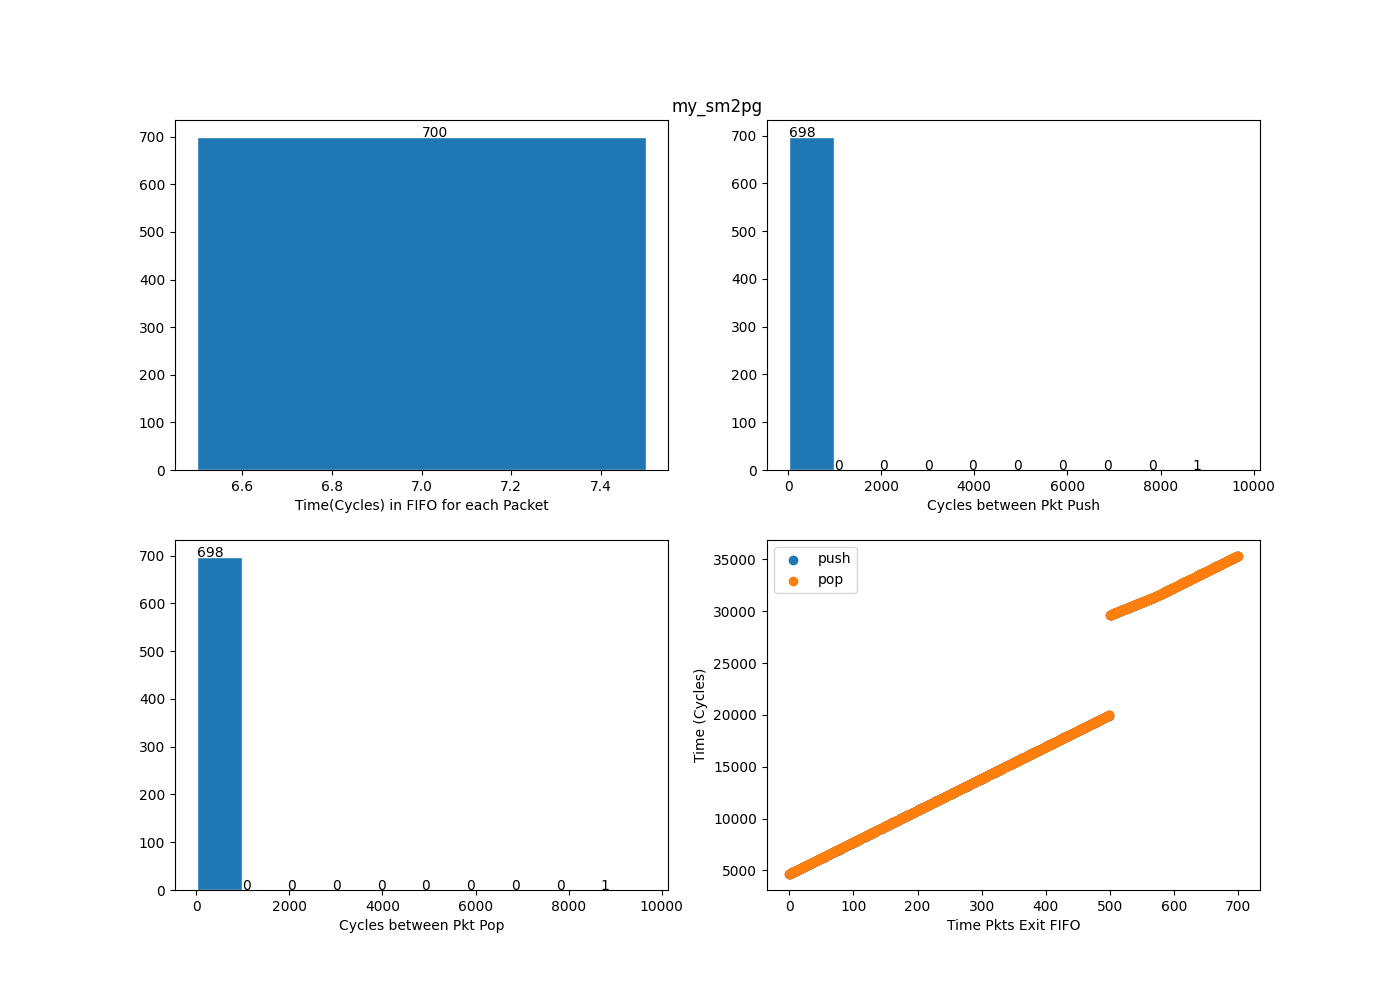 my_sm2pg
700
700
600
500
400
300
200
100
0
6.6 6.8 7.0 7.2 7.4
Time(Cycles) in FIFO for each Packet
698
700
600
500
400
300
200
100
0
0 0 0 0 0 0 0 0 1
0 2000 4000 6000 8000 10000
Cycles between Pkt Push
698
700
600
500
400
300
200
100
0
0 0 0 0 0 0 0 0 1
0 2000 4000 6000 8000 10000
Cycles between Pkt Pop
push
pop
35000
30000
25000
20000
15000
10000
5000
Time (Cycles)
0 100 200 300 400 500 600 700
Time Pkts Exit FIFO